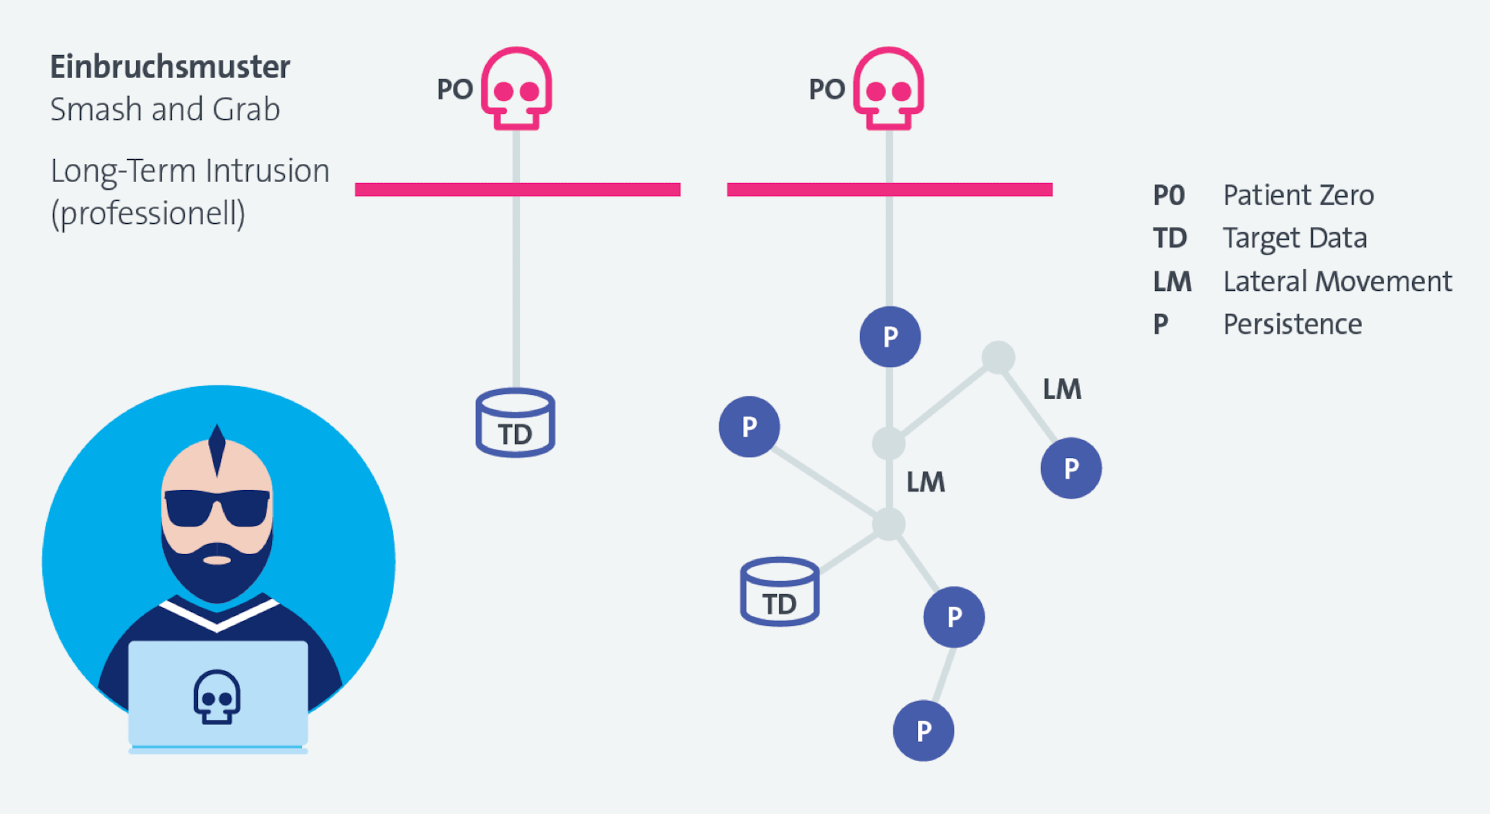 Einbruchsmuster
Smash and Grab
Long-Term Intrusion
(professionell)
PO
TD
PO
P
LM
P
P
LM
TD
P
P
P0 Patient Zero
TD Target Data
LM Lateral Movement
P Persistence